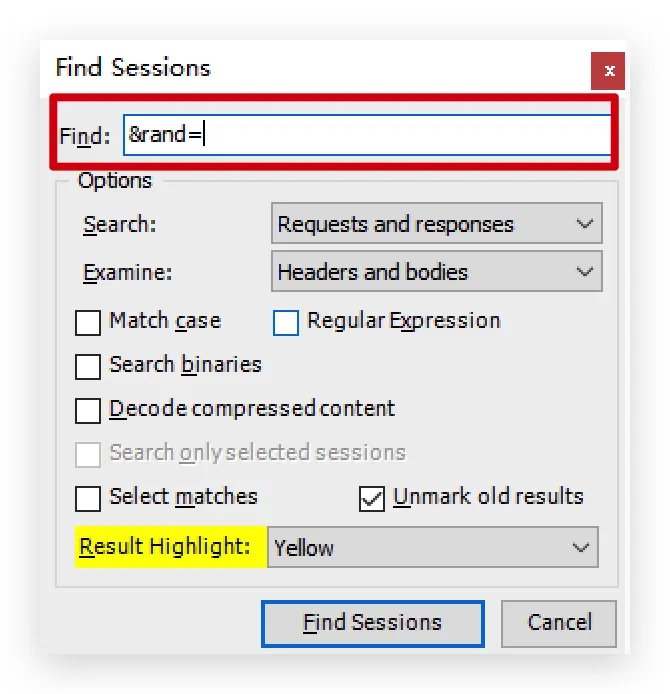 Find Sessions
x
Find: &rand=
Options
Search: Requests and responses
Examine: Headers and bodies
Match case Regular Expression
Search binaries
Decode compressed content
Search only selected sessions
Select matches Unmark old results
Result Highlight: Yellow
Find Sessions Cancel